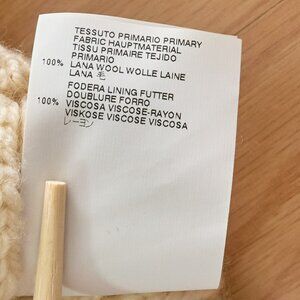 TESSUTO PRIMARIO PRIMARY
FABRIC HAUPTMATERIAL
TISSU PRIMAIRE TEJIDO
PRIMARIO
100% LANA WOOL WOLLE LAINE
LANA 毛
FODERA LINING FUTTER
DOUBLURE FORRO
100% VISCOSA VISCOSE-RAYON
VISKOSE VISCOSE VISCOSA
レーヨン